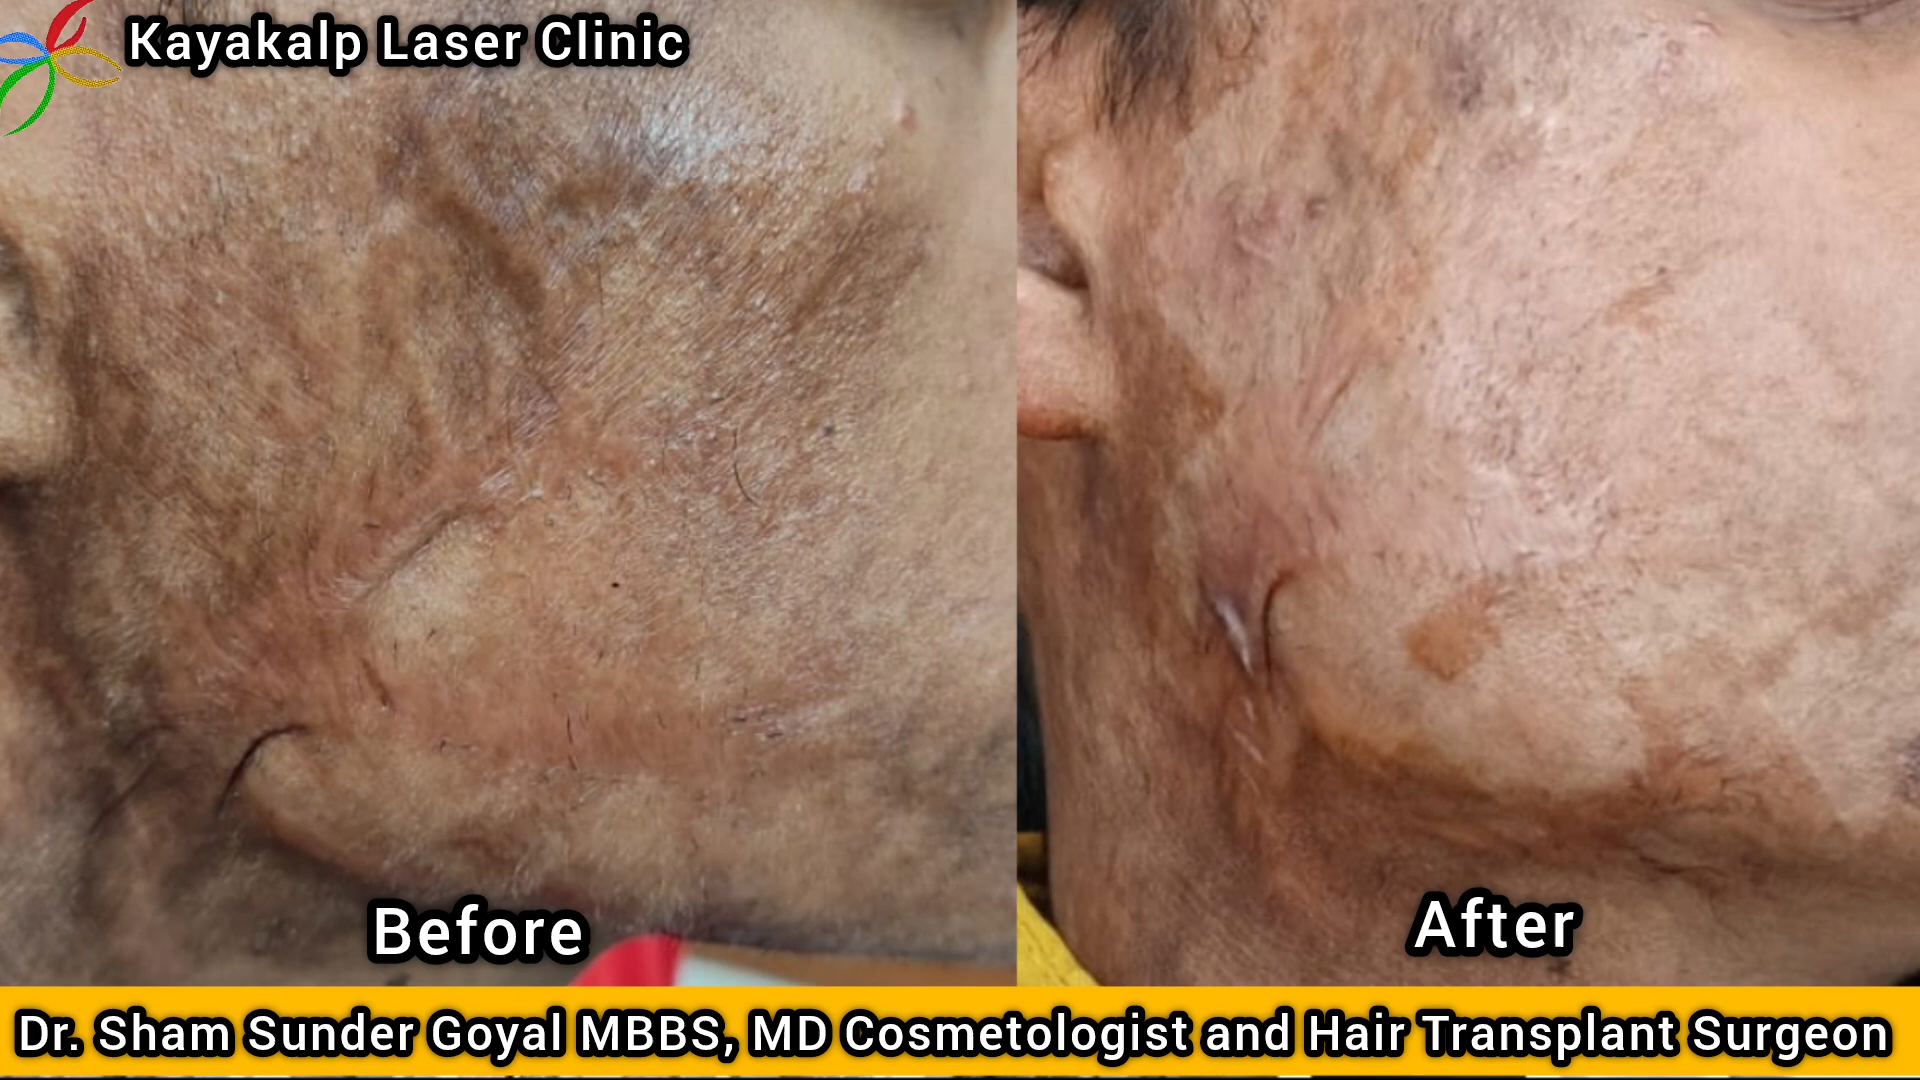 Kayakalp Laser Clinic
Before
After
Dr. Sham Sunder Goyal MBBS, MD Cosmetologist and Hair Transplant Surgeon